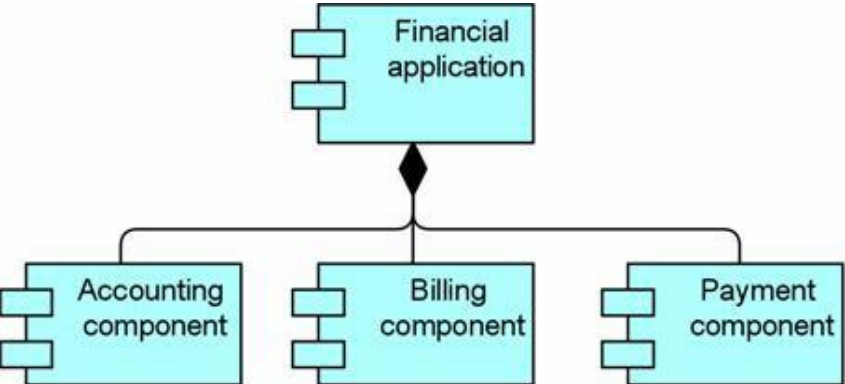 Financial
application
Accounting
component
Billing
component
Payment
component